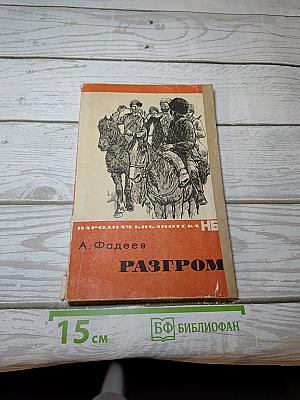 НАРОДНАЯ БИБЛИОТЕКА НБ
А. Фадеев
РАЗГРОМ
15 см
БФ БИБЛИОФАН®